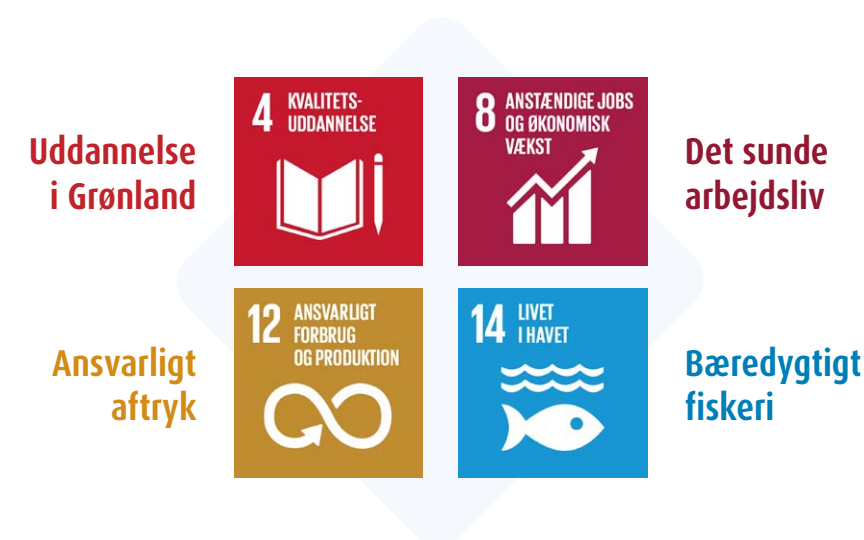 Uddannelse
i Grønland
4 KVALITETS-
UDDANNELSE
8 ANSTÆNDIGE JOBS
OG ØKONOMISK
VÆKST
Det sunde
arbejdsliv
Ansvarligt
aftryk
12 ANSVARLIGT
FORBRUG
OG PRODUKTION
14 LIVET
I HAVET
Bæredygtigt
fiskeri